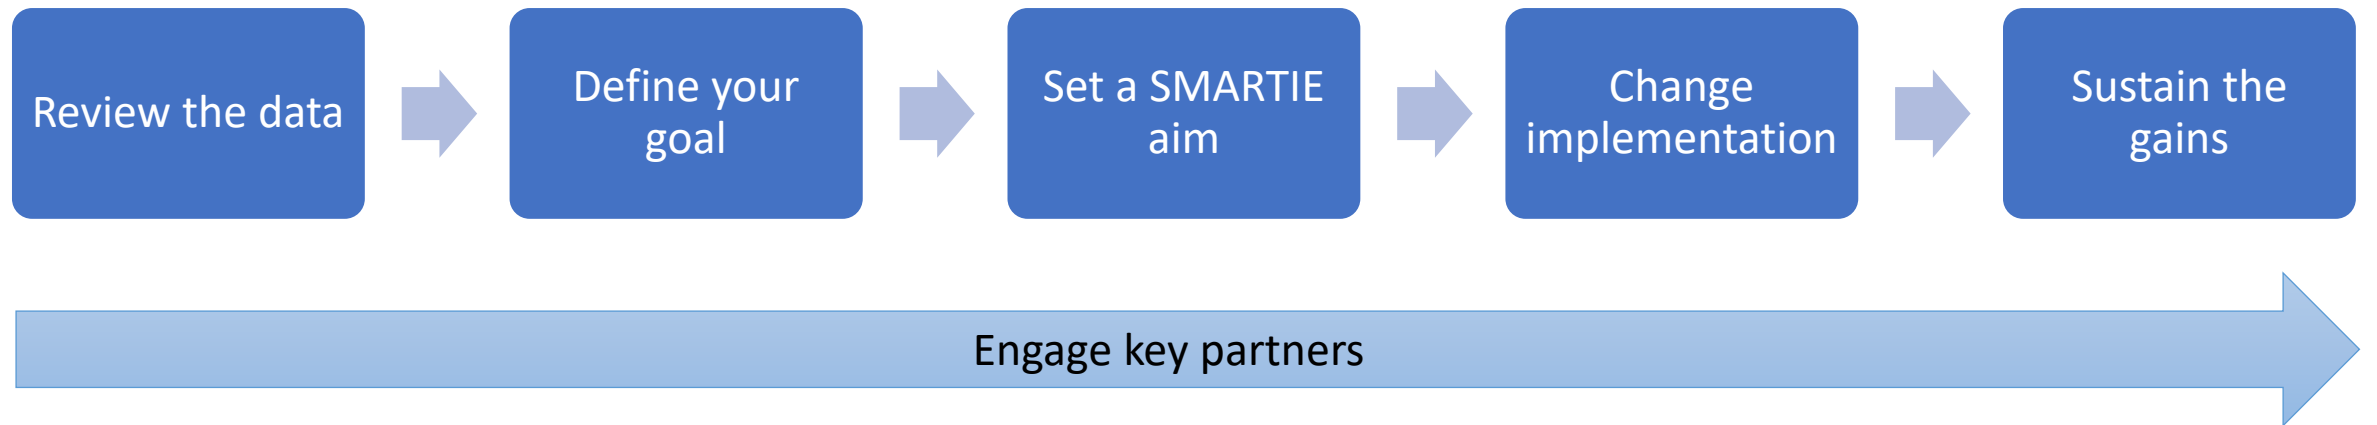 Review the data
Define your
goal
Set a SMARTIE
aim
Change
implementation
Sustain the
gains
Engage key partners